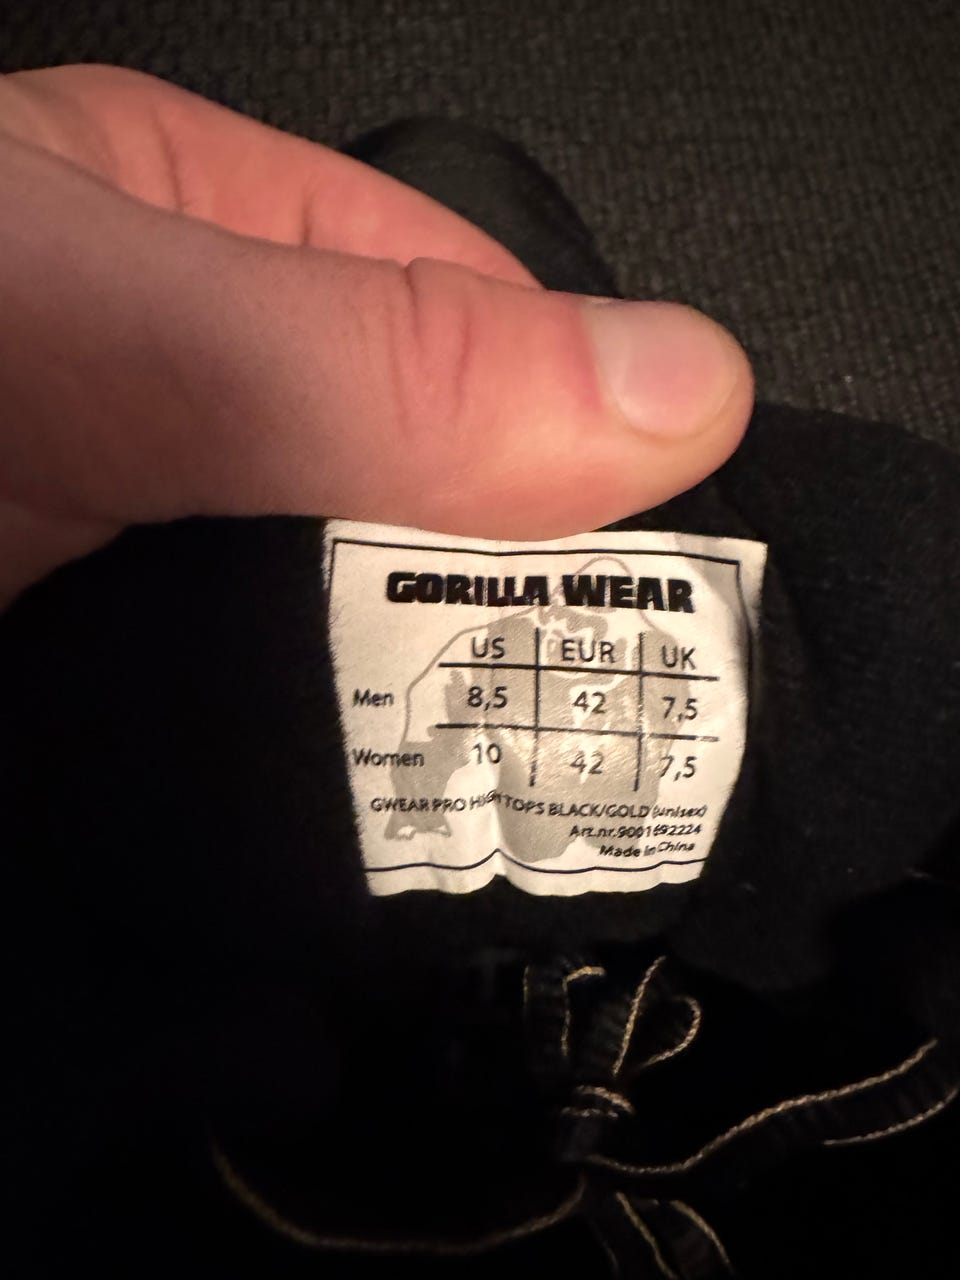 GORILLA WEAR
US EUR UK
Men 8,5 42 7,5
Women 10 42 7,5
GWEAR PRO HIGH TOPS BLACK/GOLD (unisex)
Art.nr.9001692224
Made in China